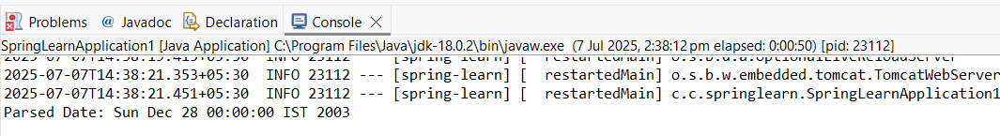 Problems @ Javadoc Declaration Console
SpringLearnApplication1 [Java Application] C:\Program Files\Java\jdk-18.0.2\bin\javaw.exe (7 Jul 2025, 2:38:12 pm elapsed: 0:00:50) [pid: 23112]
2025-07-07T14:38:19.419+05:30 INFO 23112 --- [spring-learn] [ restartedMain] o.s.b.d.a.OptionalLiveReloadServer
2025-07-07T14:38:21.353+05:30 INFO 23112 --- [spring-learn] [ restartedMain] o.s.b.w.embedded.tomcat.TomcatWebServer
2025-07-07T14:38:21.451+05:30 INFO 23112 --- [spring-learn] [ restartedMain] c.c.springlearn.SpringLearnApplication1
Parsed Date: Sun Dec 28 00:00:00 IST 2003